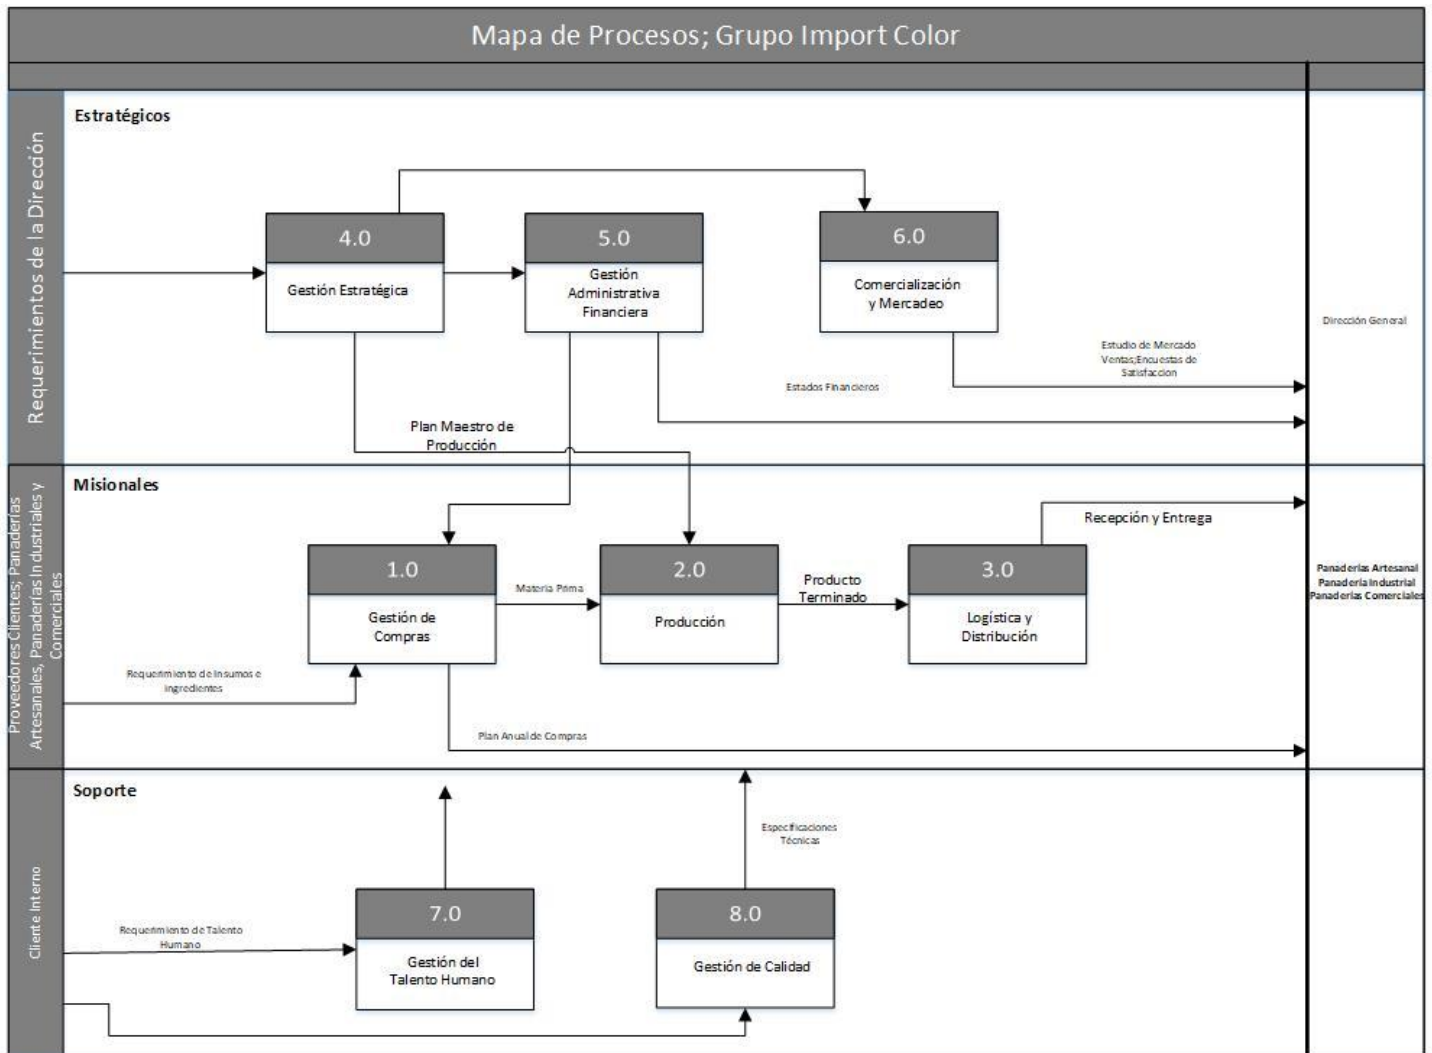 Mapa de Procesos; Grupo Import Color
Requerimientos de la Dirección
Estratégicos
4.0
Gestión Estratégica
5.0
Gestión
Administrativa
Financiera
6.0
Comercialización
y Mercadeo
Dirección General
Estudio de Mercado
Ventas;Encuestas de
Satisfaccion
Estados Financieros
Plan Maestro de
Producción
Proveedores Clientes; Panaderías
Artesanales, Panaderías Industriales y
Comerciales
Misionales
Recepción y Entrega
1.0
Gestión de
Compras
Materia Prima
2.0
Producción
Producto
Terminado
3.0
Logística y
Distribución
Panaderías Artesanal
Panadería Industrial
Panaderías Comerciales
Requerimiento de Insumos e
ingredientes
Plan Anual de Compras
Cliente Interno
Soporte
Especificaciones
Técnicas
Requerimiento de Talento
Humano
7.0
Gestión del
Talento Humano
8.0
Gestión de Calidad